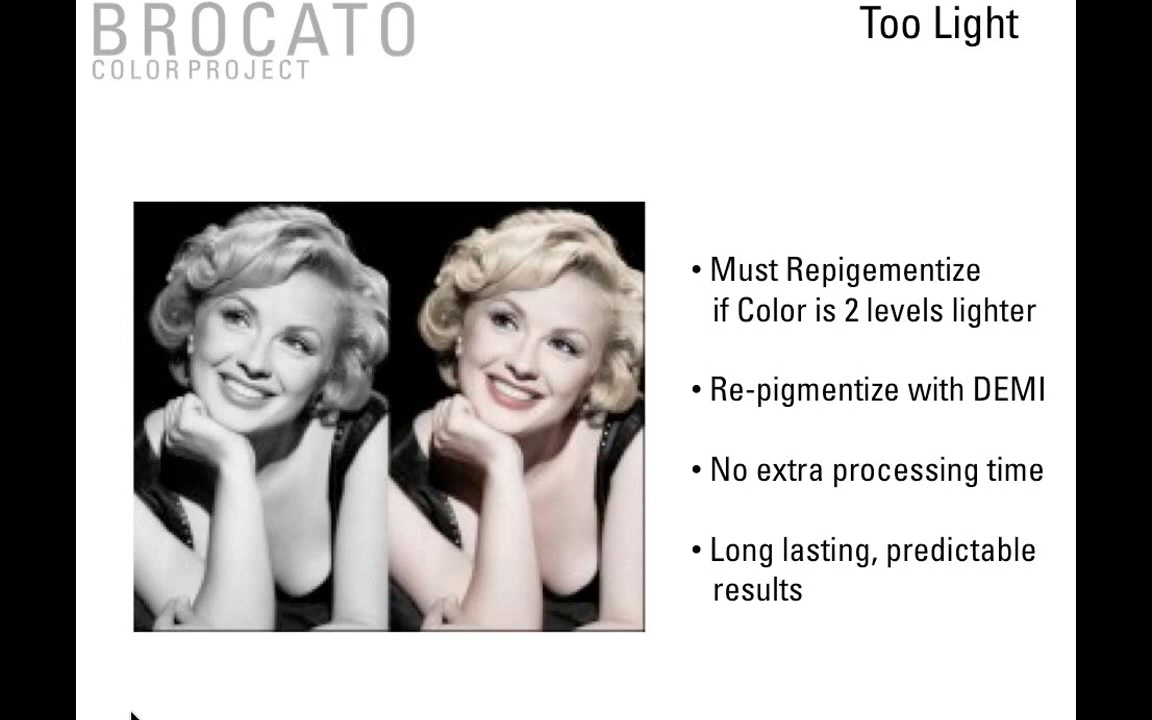 BROCATO
COLOR PROJECT
Too Light
• Must Repigementize
if Color is 2 levels lighter
• Re-pigmentize with DEMI
• No extra processing time
• Long lasting, predictable
results